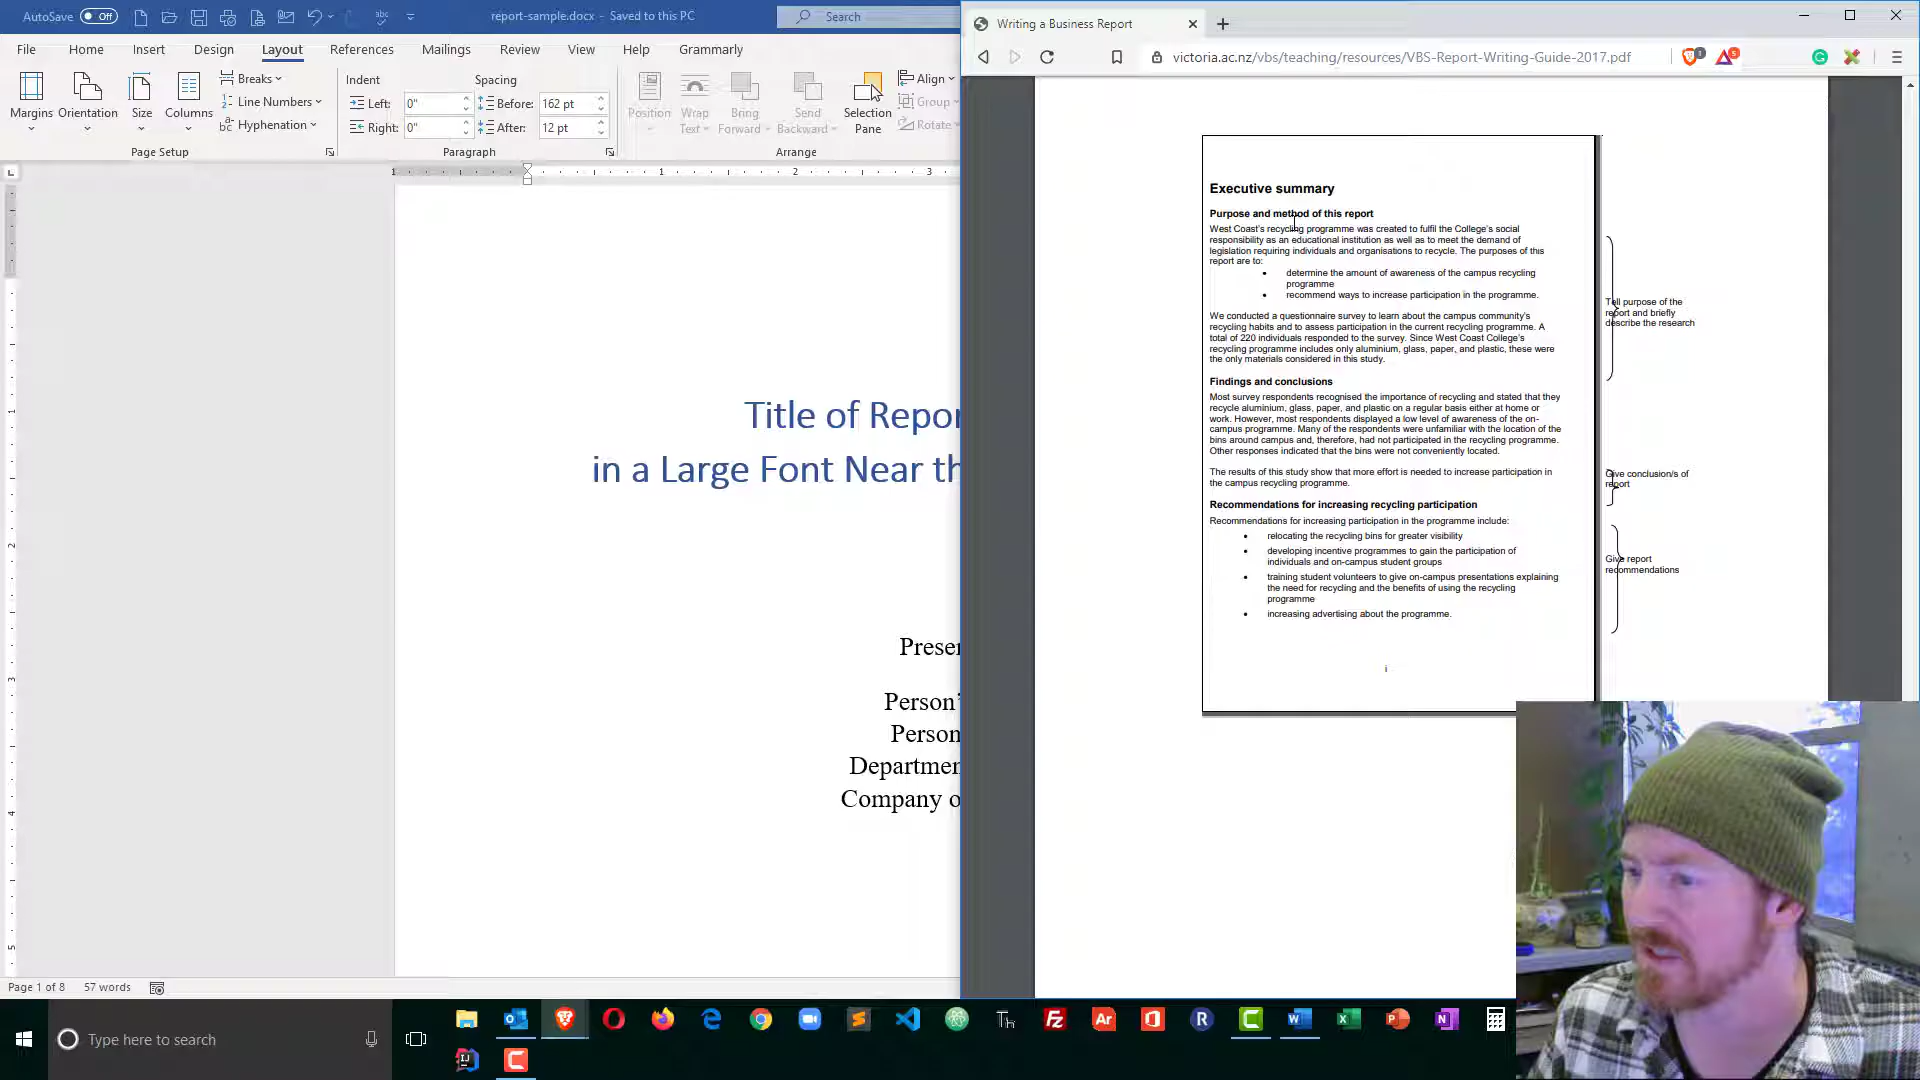 AutoSave Off
report-sample.docx - Saved to this PC
Search
File Home Insert Design Layout References Mailings Review View Help Grammarly
Margins
Orientation
Size
Columns
Breaks
Line Numbers
Hyphenation
Page Setup
Indent
Left: 0"
Right: 0"
Spacing
Before: 162 pt
After: 12 pt
Paragraph
Position
Wrap
Text
Bring
Forward
Send
Backward
Selection
Pane
Align
Group
Rotate
Arrange
1 1 2 3
1
2
3
4
5
Title of Repor
in a Large Font Near th
Presen
Person'
Person
Departmen
Company o
Page 1 of 8 57 words
Writing a Business Report
victoria.ac.nz/vbs/teaching/resources/VBS-Report-Writing-Guide-2017.pdf
Executive summary
Purpose and method of this report
West Coast's recycling programme was created to fulfil the College's social
responsibility as an educational institution as well as to meet the demand of
legislation requiring individuals and organisations to recycle. The purposes of this
report are to:
• determine the amount of awareness of the campus recycling
programme
• recommend ways to increase participation in the programme.
We conducted a questionnaire survey to learn about the campus community's
recycling habits and to assess participation in the current recycling programme. A
total of 220 individuals responded to the survey. Since West Coast College's
recycling programme includes only aluminium, glass, paper, and plastic, these were
the only materials considered in this study.
Findings and conclusions
Most survey respondents recognised the importance of recycling and stated that they
recycle aluminium, glass, paper, and plastic on a regular basis either at home or
work. However, most respondents displayed a low level of awareness of the on-
campus programme. Many of the respondents were unfamiliar with the location of the
bins around campus and, therefore, had not participated in the recycling programme.
Other responses indicated that the bins were not conveniently located.
The results of this study show that more effort is needed to increase participation in
the campus recycling programme.
Recommendations for increasing recycling participation
Recommendations for increasing participation in the programme include:
• relocating the recycling bins for greater visibility
• developing incentive programmes to gain the participation of
individuals and on-campus student groups
• training student volunteers to give on-campus presentations explaining
the need for recycling and the benefits of using the recycling
programme
• increasing advertising about the programme.
i
Tell purpose of the
report and briefly
describe the research
Give conclusion/s of
report
Give report
recommendations
Type here to search